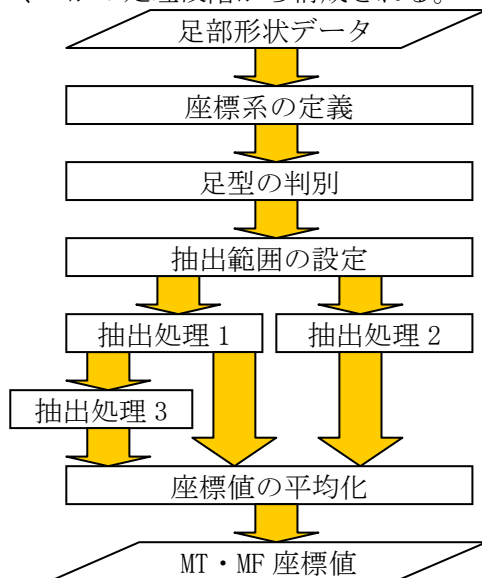 足部形状データ
座標系の定義
足型の判別
抽出範囲の設定
抽出処理 1
抽出処理 2
抽出処理 3
座標値の平均化
MT・MF 座標値